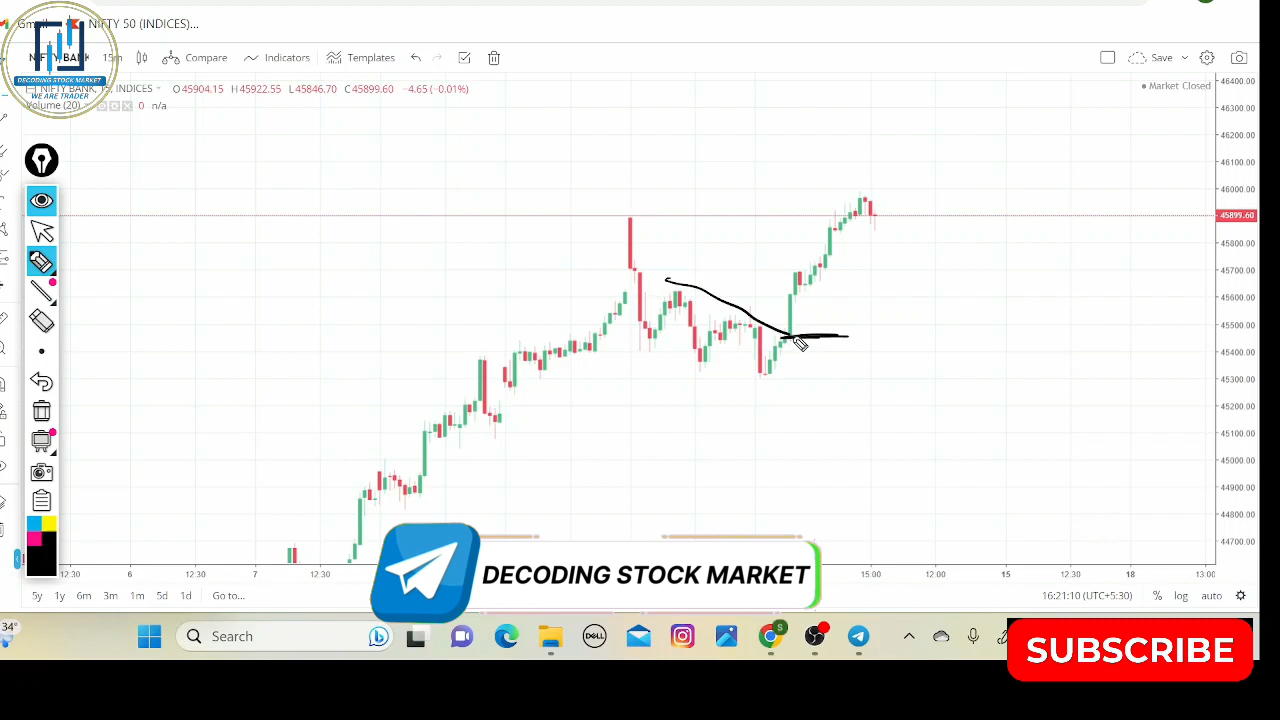 Gmail NIFTY 50 (INDICES)...
15m Compare Indicators Templates Save
DECODING STOCK MARKET
WE ARE TRADER
NIFTY BANK, 15, INDICES O45904.15 H45922.55 L45846.70 C45899.60 −4.65 (−0.01%)
Market Closed
Volume (20) 0 n/a
46400.00
46300.00
46200.00
46100.00
46000.00
45899.60
45800.00
45700.00
45600.00
45500.00
45400.00
45300.00
45200.00
45100.00
45000.00
44900.00
44800.00
44700.00
12:30 6 12:30 7 12:30 15:00 12:00 15 12:30 18 13:00
DECODING STOCK MARKET
5y 1y 6m 3m 1m 5d 1d Go to... 16:21:10 (UTC+5:30) % log auto
34°
Search
DELL
S
SUBSCRIBE